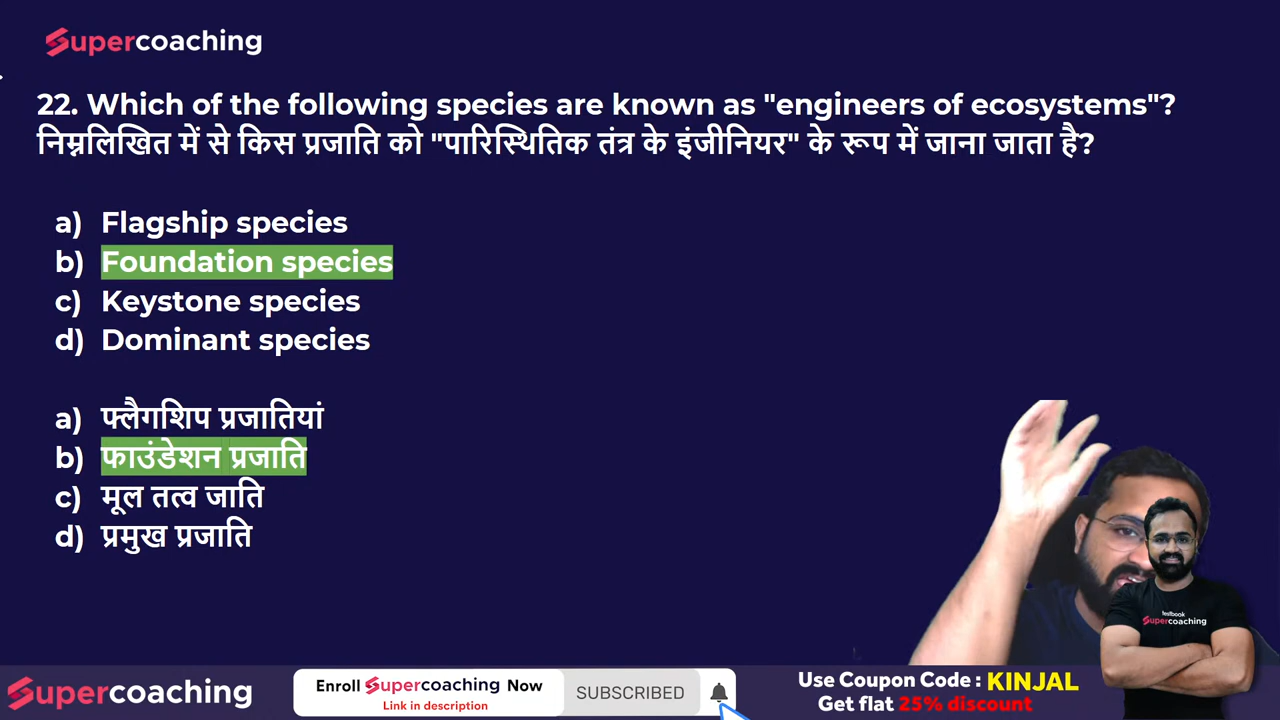 Supercoaching
22. Which of the following species are known as "engineers of ecosystems"?
निम्नलिखित में से किस प्रजाति को "पारिस्थितिक तंत्र के इंजीनियर" के रूप में जाना जाता है?
a) Flagship species
b) Foundation species
c) Keystone species
d) Dominant species
a) फ्लैगशिप प्रजातियां
b) फाउंडेशन प्रजाति
c) मूल तत्व जाति
d) प्रमुख प्रजाति
testbook
Supercoaching
Supercoaching
Enroll Supercoaching Now
Link in description
SUBSCRIBED
Use Coupon Code : KINJAL
Get flat 25% discount